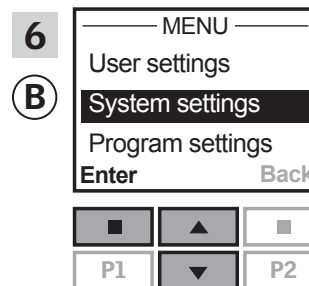 6
B
MENU
User settings
System settings
Program settings
Enter Back
P1 P2